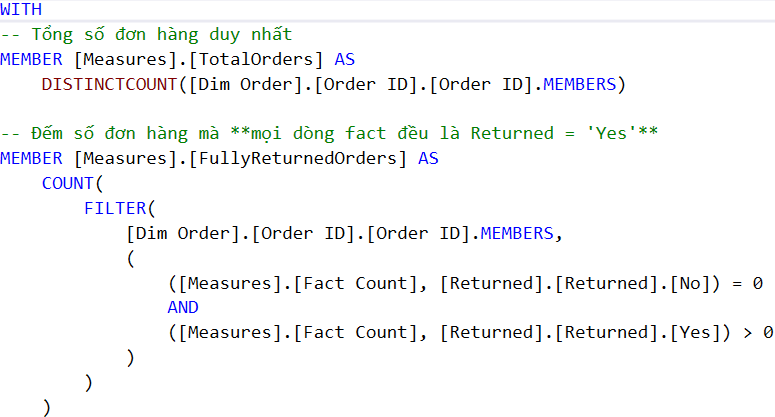 WITH
-- Tổng số đơn hàng duy nhất
MEMBER [Measures].[TotalOrders] AS
    DISTINCTCOUNT([Dim Order].[Order ID].[Order ID].MEMBERS)
-- Đếm số đơn hàng mà **mọi dòng fact đều là Returned = 'Yes'**
MEMBER [Measures].[FullyReturnedOrders] AS
    COUNT(
        FILTER(
            [Dim Order].[Order ID].[Order ID].MEMBERS,
            (
                ([Measures].[Fact Count], [Returned].[Returned].[No]) = 0
                AND
                ([Measures].[Fact Count], [Returned].[Returned].[Yes]) > 0
            )
        )
    )